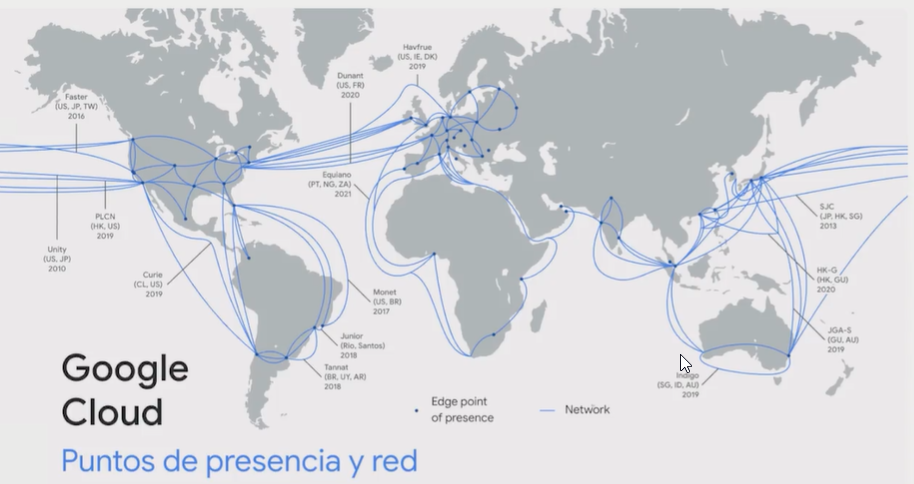 Havfrue
(US, IE, DK)
2019
Dunant
(US, FR)
2020
Faster
(US, JP, TW)
2016
Equiano
(PT, NG, ZA)
2021
PLCN
(HK, US)
2019
Unity
(US, JP)
2010
SJC
(JP, HK, SG)
2013
Curie
(CL, US)
2019
HK-G
(HK, GU)
2020
Monet
(US, BR)
2017
Junior
(Rio, Santos)
2018
JGA-S
(GU, AU)
2019
Tannat
(BR, UY, AR)
2018
Indigo
(SG, ID, AU)
2019
Google
Cloud
Edge point
of presence
Network
Puntos de presencia y red